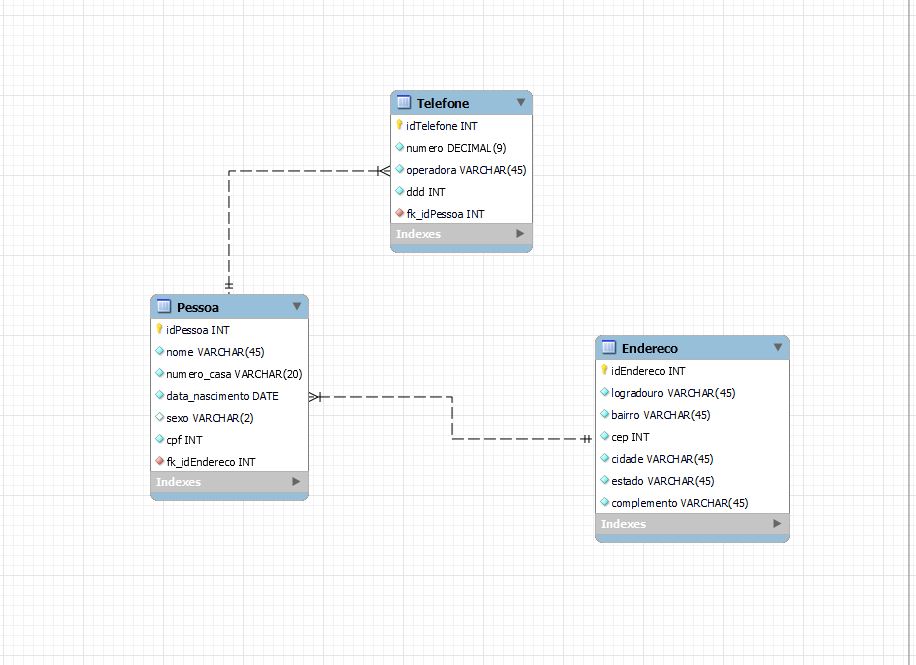 Telefone
idTelefone INT
numero DECIMAL(9)
operadora VARCHAR(45)
ddd INT
fk_idPessoa INT
Indexes
Pessoa
idPessoa INT
nome VARCHAR(45)
numero_casa VARCHAR(20)
data_nascimento DATE
sexo VARCHAR(2)
cpf INT
fk_idEndereco INT
Indexes
Endereco
idEndereco INT
logradouro VARCHAR(45)
bairro VARCHAR(45)
cep INT
cidade VARCHAR(45)
estado VARCHAR(45)
complemento VARCHAR(45)
Indexes